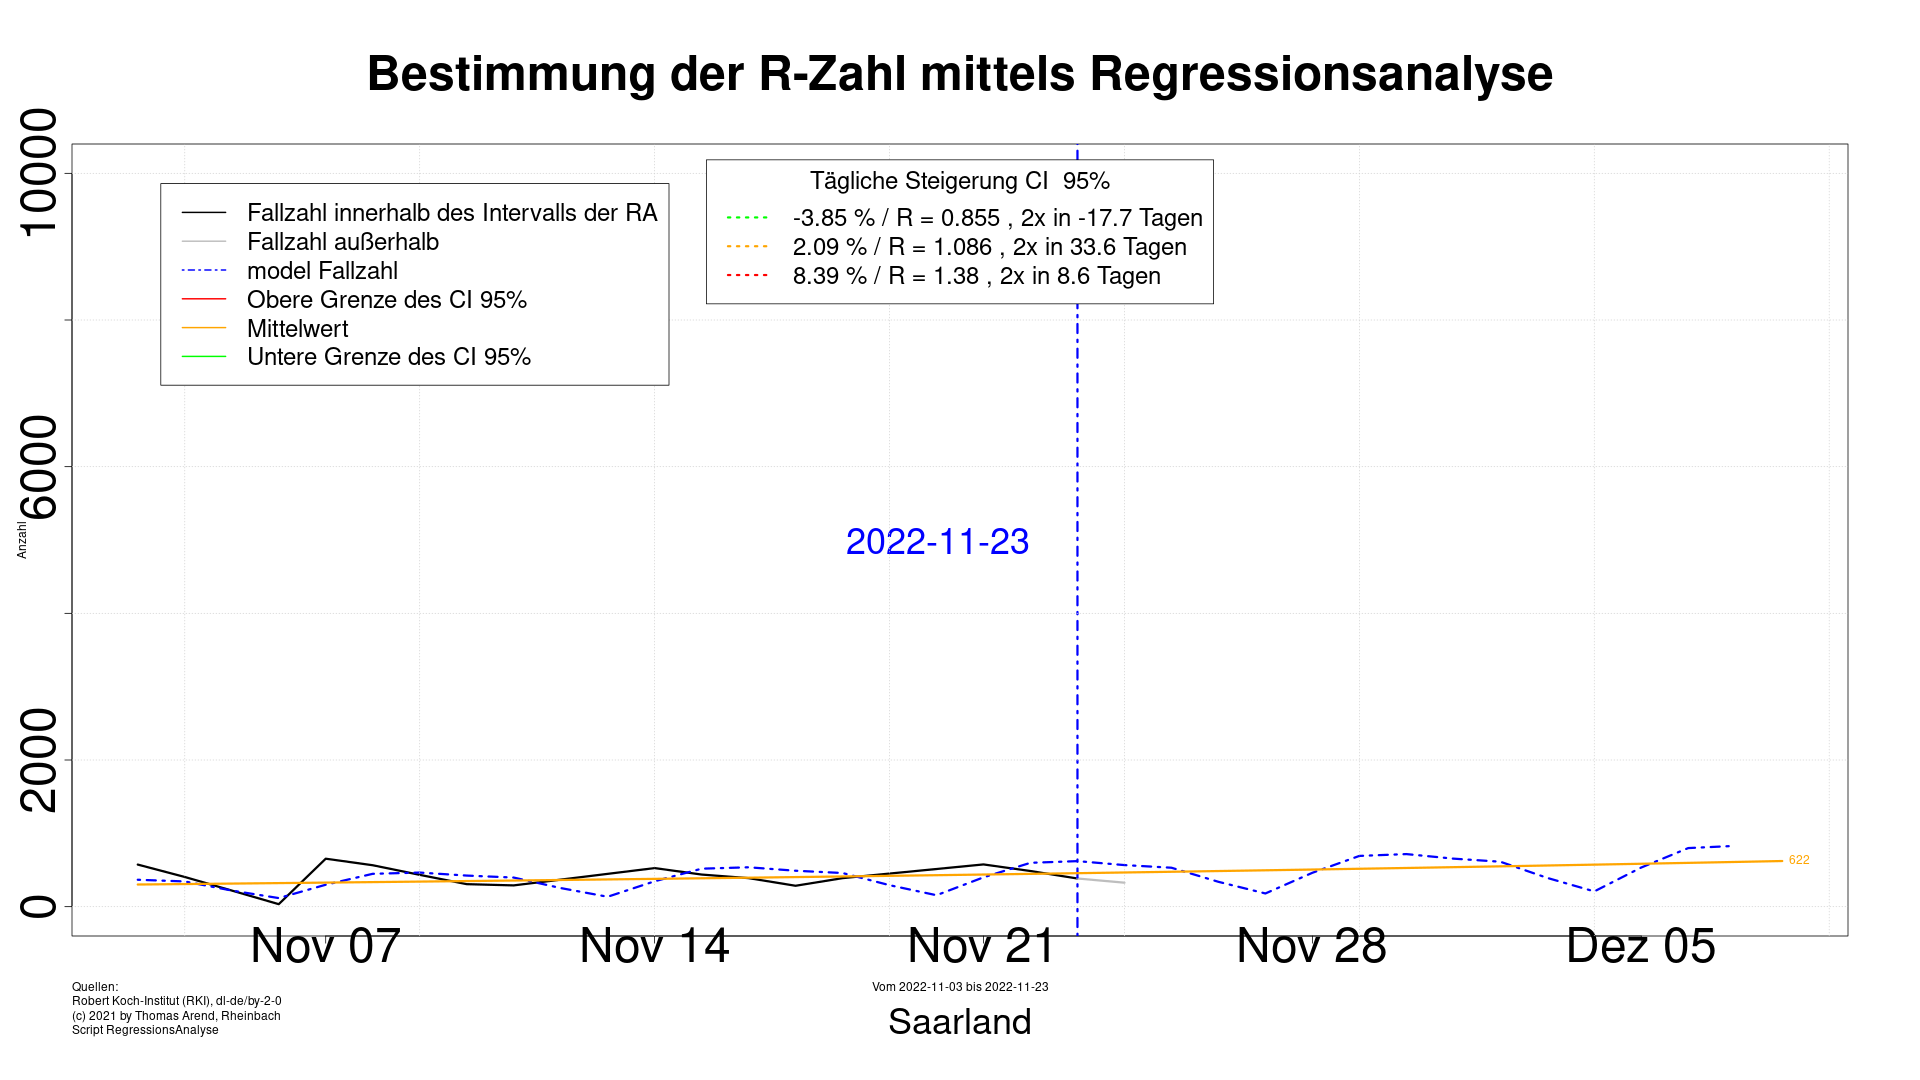 Bestimmung der R-Zahl mittels Regressionsanalyse
10000
6000
2000
0
Anzahl
Fallzahl innerhalb des Intervalls der RA
Fallzahl außerhalb
model Fallzahl
Obere Grenze des CI 95%
Mittelwert
Untere Grenze des CI 95%
Tägliche Steigerung CI  95%
-3.85 % / R = 0.855 , 2x in -17.7 Tagen
2.09 % / R = 1.086 , 2x in 33.6 Tagen
8.39 % / R = 1.38 , 2x in 8.6 Tagen
2022-11-23
622
Nov 07 Nov 14 Nov 21 Nov 28 Dez 05
Quellen:
Robert Koch-Institut (RKI), dl-de/by-2-0
(c) 2021 by Thomas Arend, Rheinbach
Script RegressionsAnalyse
Vom 2022-11-03 bis 2022-11-23
Saarland